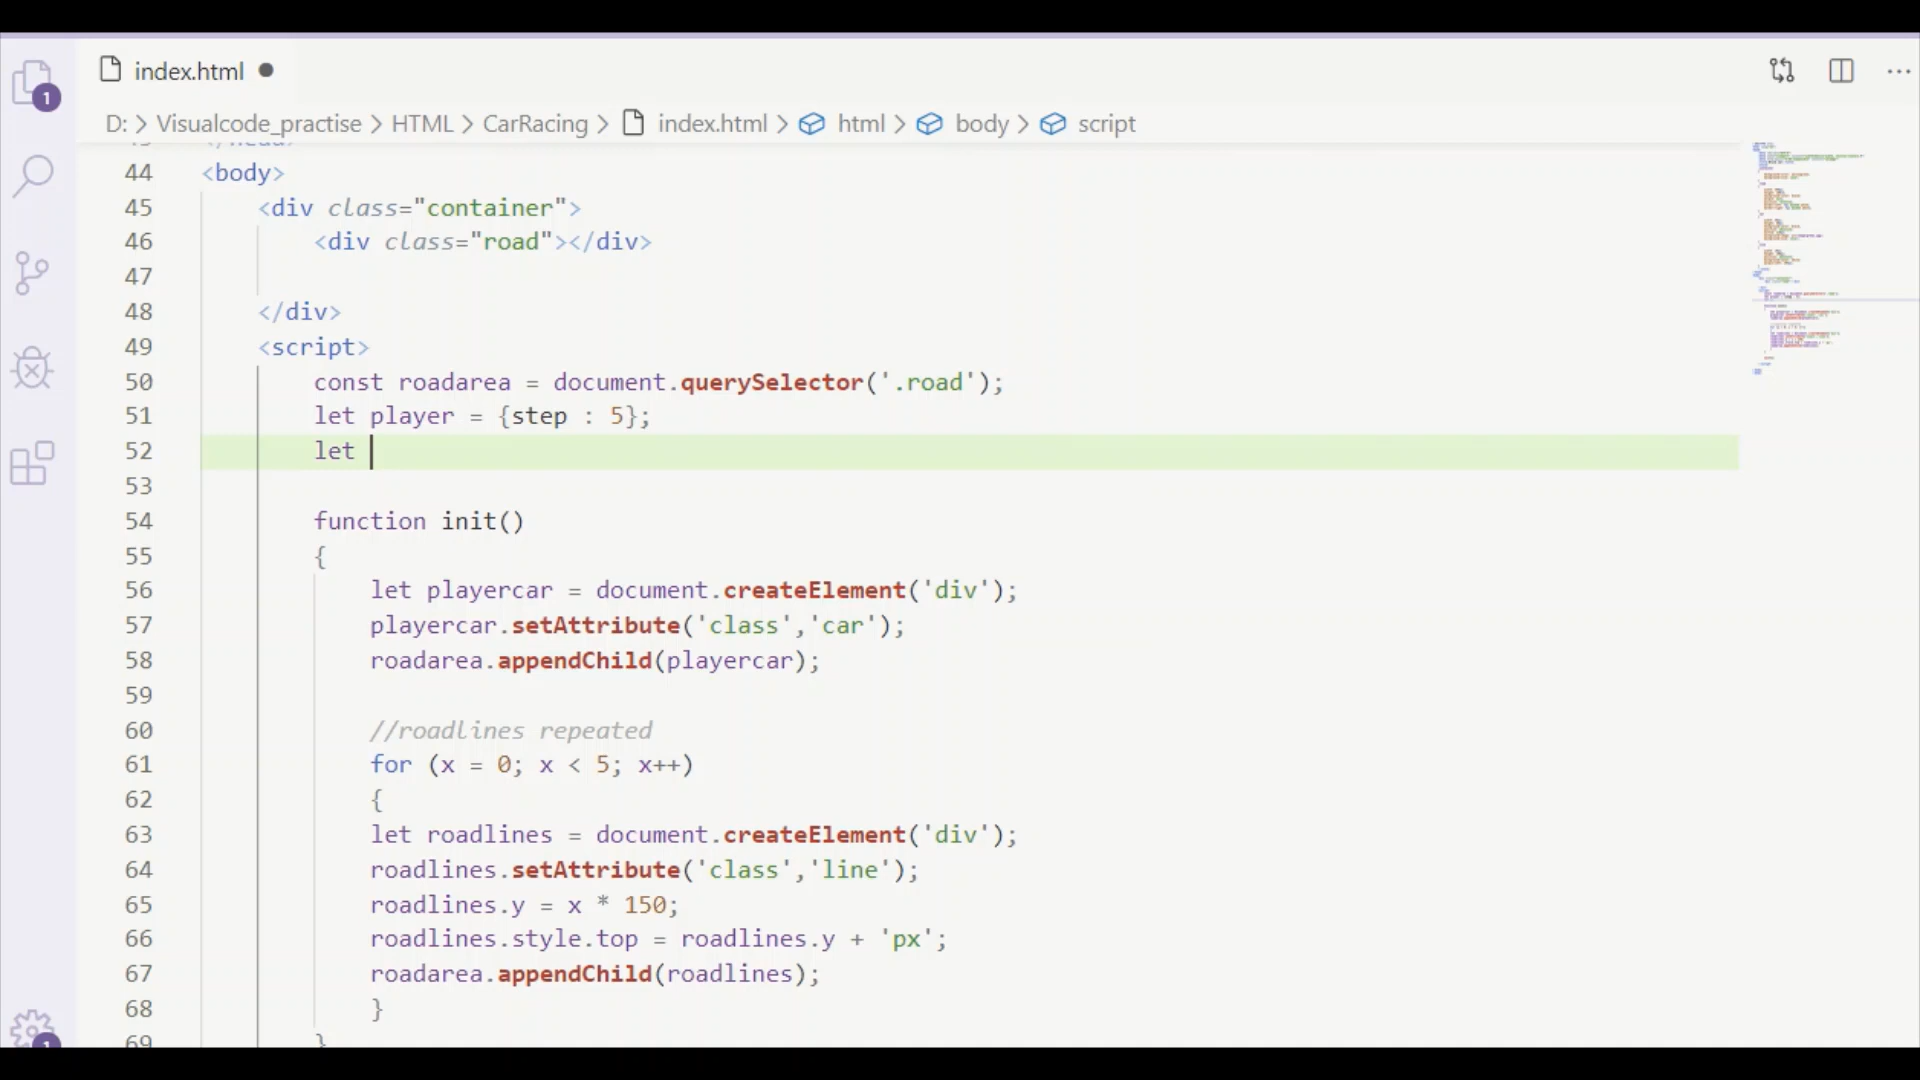 index.html
D: > Visualcode_practise > HTML > CarRacing > index.html > html > body > script
1
44 <body>
45 <div class="container">
46 <div class="road"></div>
47
48 </div>
49 <script>
50 const roadarea = document.querySelector('.road');
51 let player = {step : 5};
52 let
53
54 function init()
55 {
56 let playercar = document.createElement('div');
57 playercar.setAttribute('class','car');
58 roadarea.appendChild(playercar);
59
60 //roadlines repeated
61 for (x = 0; x < 5; x++)
62 {
63 let roadlines = document.createElement('div');
64 roadlines.setAttribute('class','line');
65 roadlines.y = x * 150;
66 roadlines.style.top = roadlines.y + 'px';
67 roadarea.appendChild(roadlines);
68 }
69 }